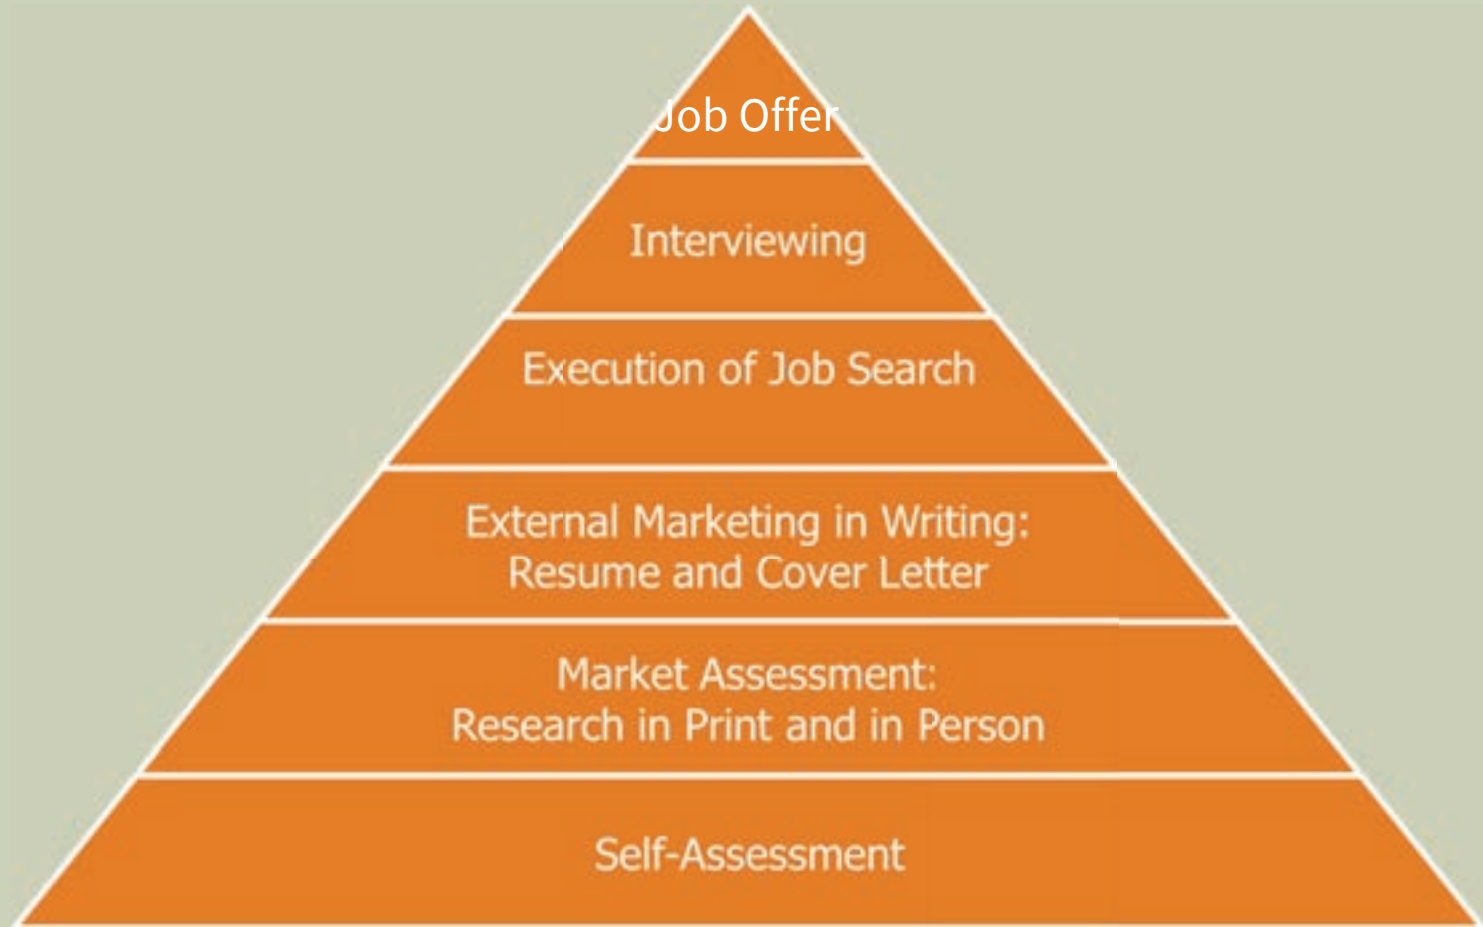 Job Offer
Interviewing
Execution of Job Search
External Marketing in Writing:
Resume and Cover Letter
Market Assessment:
Research in Print and in Person
Self-Assessment